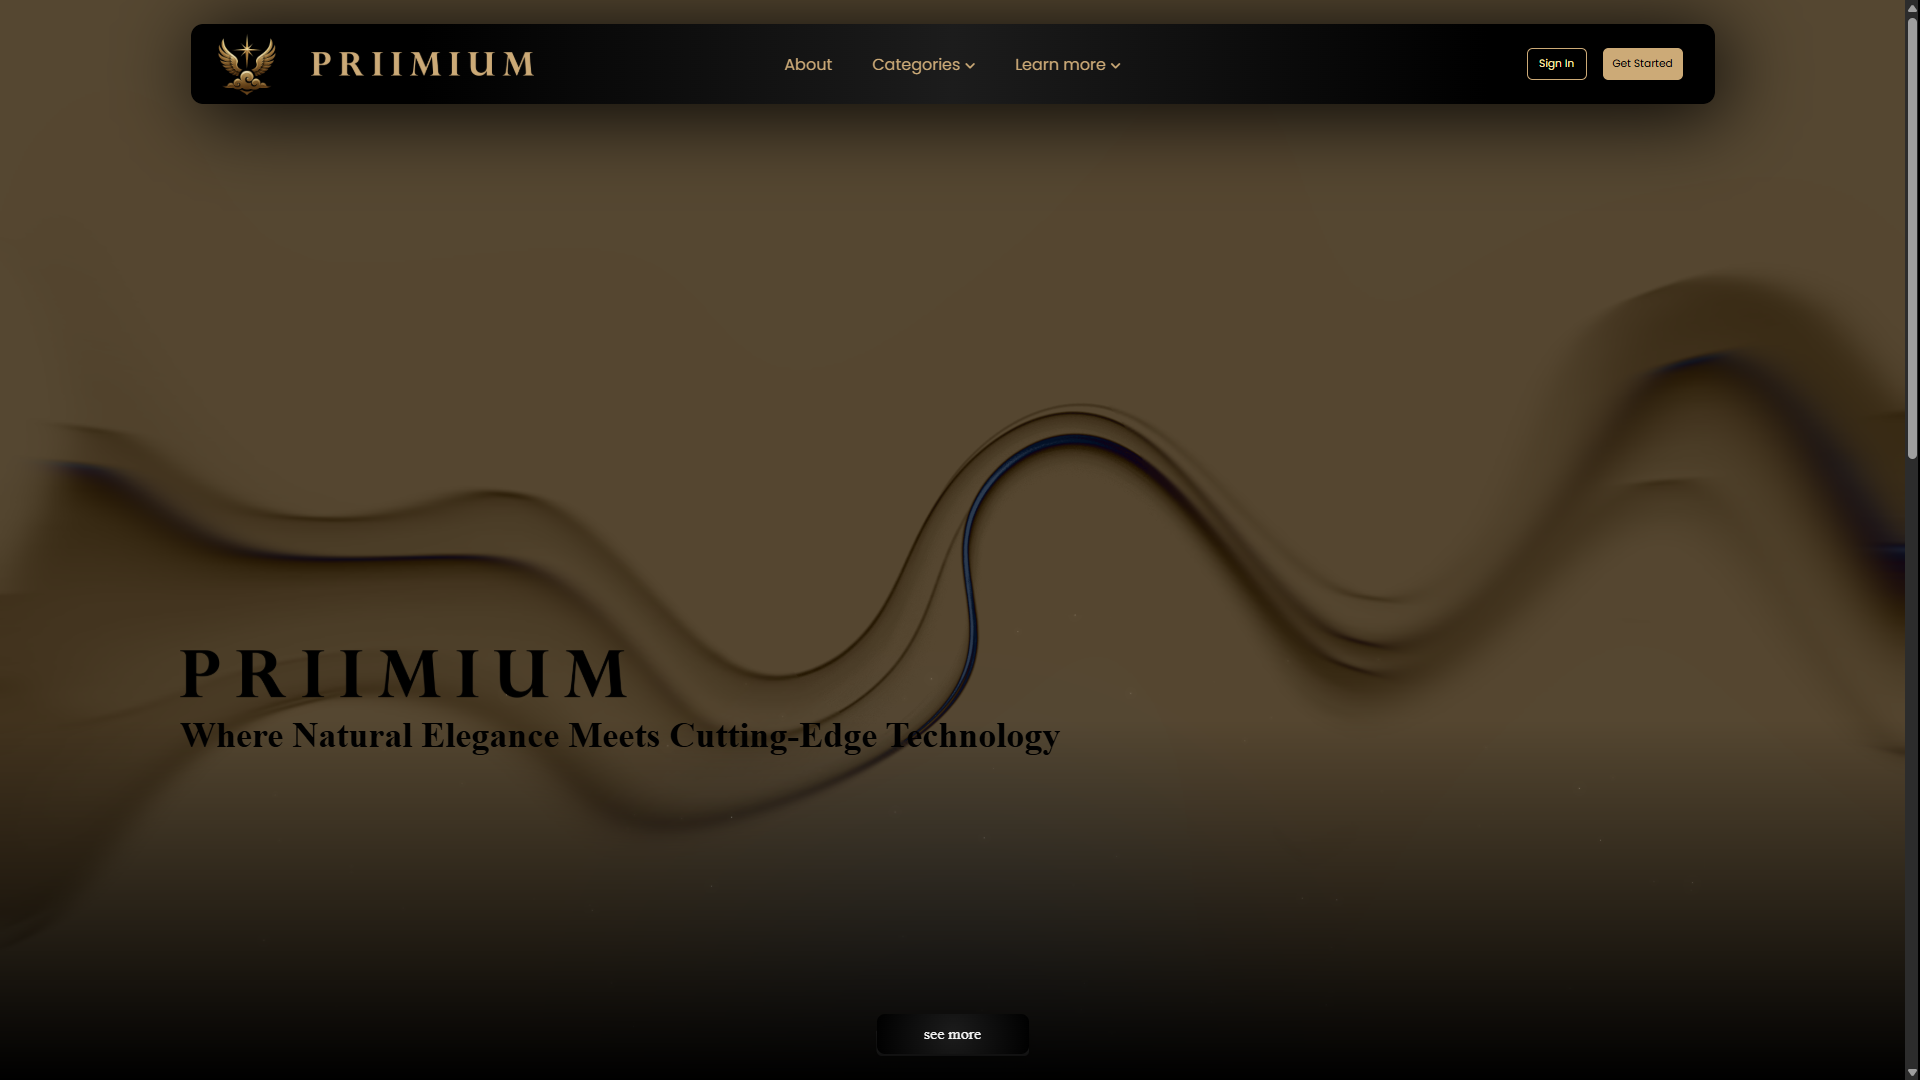 PRIIMIUM
About
Categories
Learn more
Sign In
Get Started
PRIIMIUM
Where Natural Elegance Meets Cutting-Edge Technology
see more